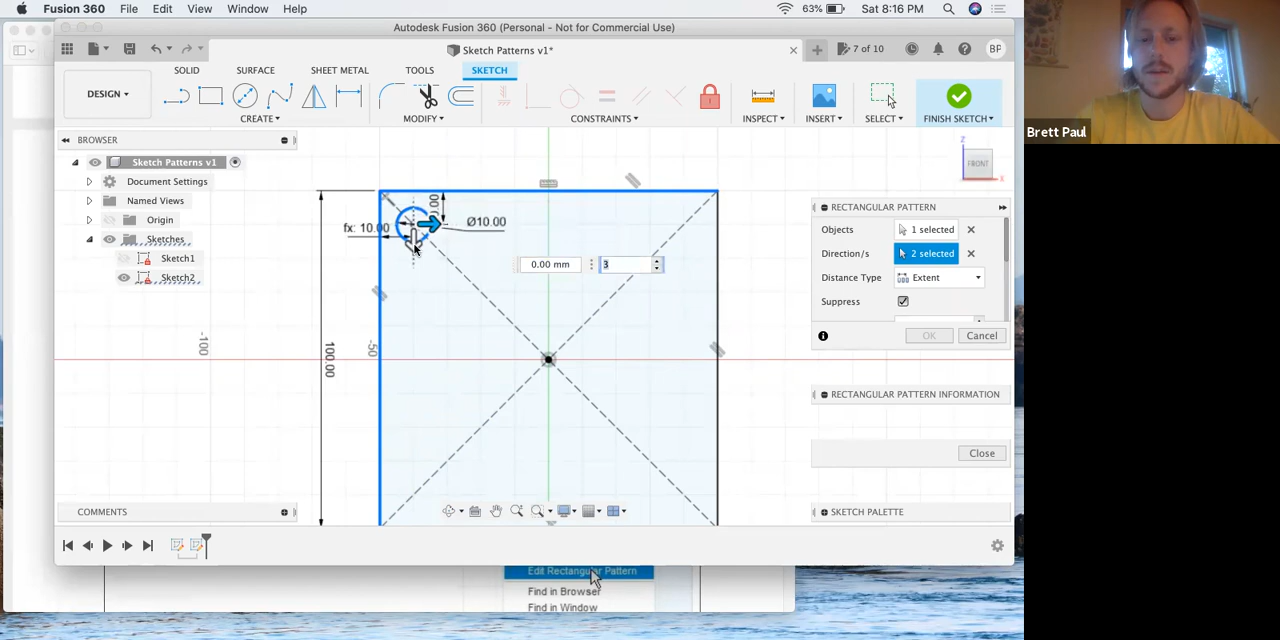 Fusion 360 File Edit View Window Help 63% Sat 8:16 PM
Autodesk Fusion 360 (Personal - Not for Commercial Use)
Sketch Patterns v1* 7 of 10 BP
SOLID SURFACE SHEET METAL TOOLS SKETCH
DESIGN
CREATE MODIFY CONSTRAINTS INSPECT INSERT SELECT FINISH SKETCH
BROWSER
Sketch Patterns v1
Document Settings
Named Views
Origin
Sketches
Sketch1
Sketch2
fx: 10.00
Ø10.00
0.00 mm
3
100.00
-100
-50
Z
FRONT
X
RECTANGULAR PATTERN
Objects 1 selected
Direction/s 2 selected
Distance Type Extent
Suppress
OK Cancel
RECTANGULAR PATTERN INFORMATION
Close
COMMENTS
SKETCH PALETTE
Edit Rectangular Pattern
Find in Browser
Find in Window
Brett Paul